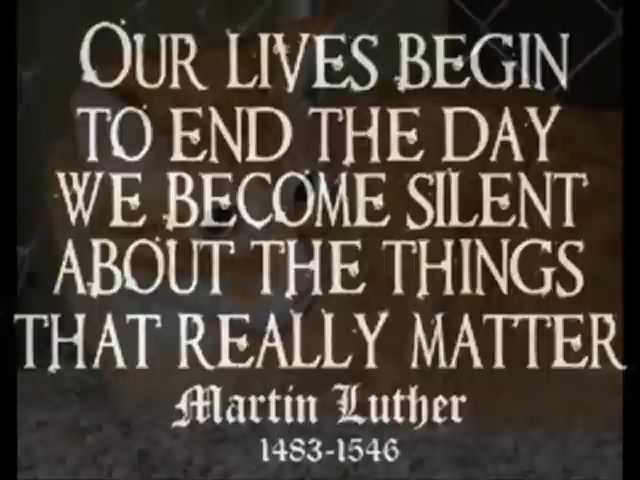 OUR LIVES BEGIN
TO END THE DAY
WE BECOME SILENT
ABOUT THE THINGS
THAT REALLY MATTER
Martin Luther
1483-1546